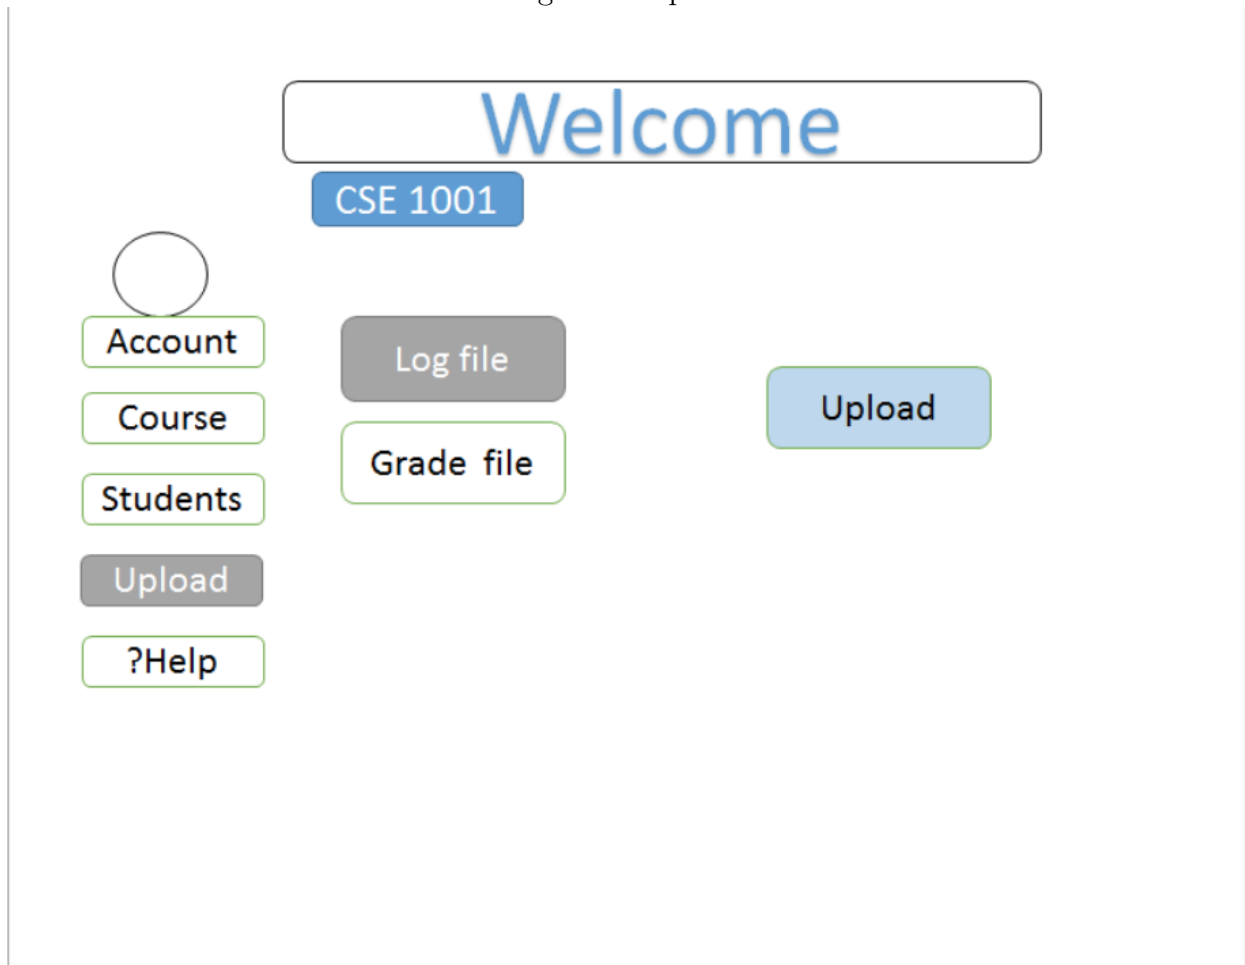 Welcome
CSE 1001
Account
Course
Students
Upload
?Help
Log file
Grade file
Upload